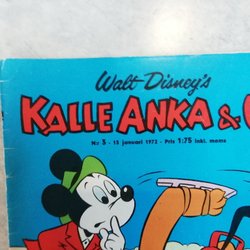 Walt Disney's
KALLE ANKA &
Nr 3 - 15 januari 1973 - Pris 1:75 inkl. moms